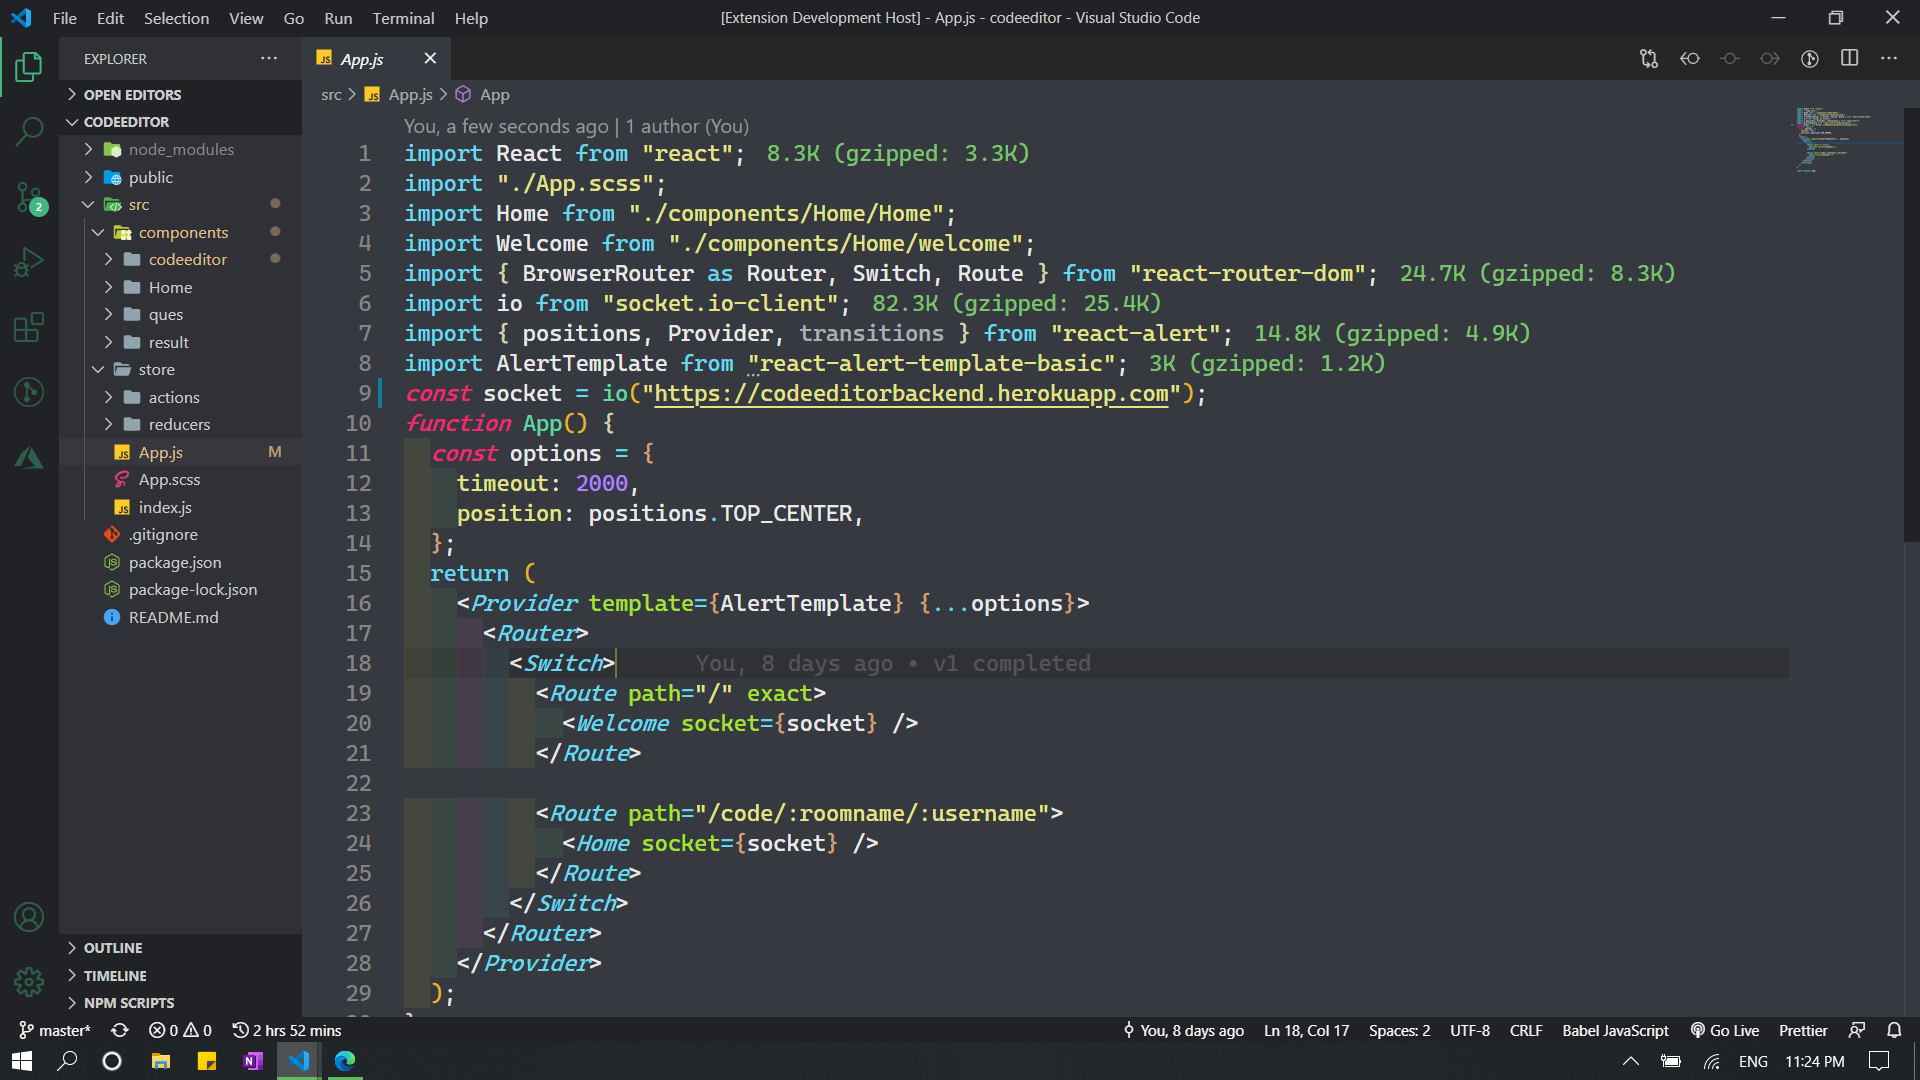 File Edit Selection View Go Run Terminal Help
[Extension Development Host] - App.js - codeeditor - Visual Studio Code
EXPLORER
OPEN EDITORS
CODEEDITOR
node_modules
public
src
components
codeeditor
Home
ques
result
store
actions
reducers
JS App.js M
App.scss
JS index.js
.gitignore
package.json
package-lock.json
README.md
OUTLINE
TIMELINE
NPM SCRIPTS
2
JS App.js
src > JS App.js > App
You, a few seconds ago | 1 author (You)
1 import React from "react"; 8.3K (gzipped: 3.3K)
2 import "./App.scss";
3 import Home from "./components/Home/Home";
4 import Welcome from "./components/Home/welcome";
5 import { BrowserRouter as Router, Switch, Route } from "react-router-dom"; 24.7K (gzipped: 8.3K)
6 import io from "socket.io-client"; 82.3K (gzipped: 25.4K)
7 import { positions, Provider, transitions } from "react-alert"; 14.8K (gzipped: 4.9K)
8 import AlertTemplate from "react-alert-template-basic"; 3K (gzipped: 1.2K)
9 const socket = io("https://codeeditorbackend.herokuapp.com");
10 function App() {
11 const options = {
12 timeout: 2000,
13 position: positions.TOP_CENTER,
14 };
15 return (
16 <Provider template={AlertTemplate} {...options}>
17 <Router>
18 <Switch> You, 8 days ago • v1 completed
19 <Route path="/" exact>
20 <Welcome socket={socket} />
21 </Route>
22
23 <Route path="/code/:roomname/:username">
24 <Home socket={socket} />
25 </Route>
26 </Switch>
27 </Router>
28 </Provider>
29 );
master* 0 0 2 hrs 52 mins You, 8 days ago Ln 18, Col 17 Spaces: 2 UTF-8 CRLF Babel JavaScript Go Live Prettier
N ENG 11:24 PM